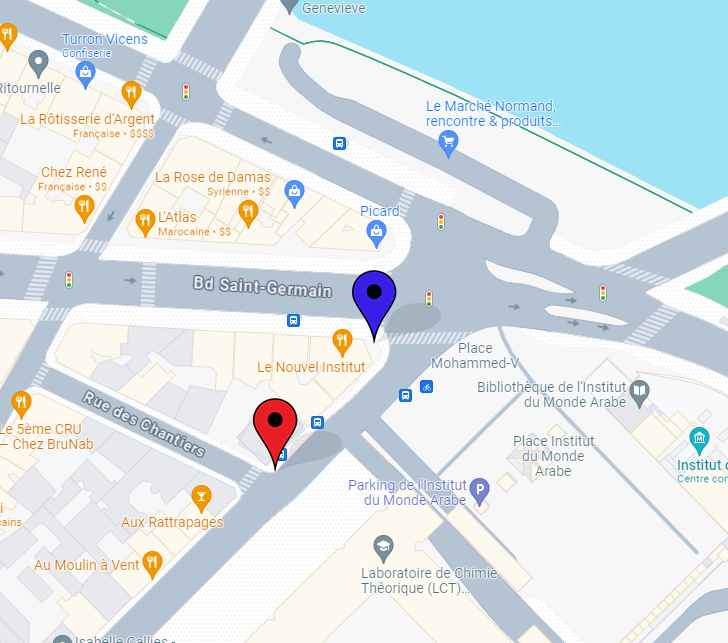 Genevieve
Turron Vicens
Confiserie
Ritournelle
La Rôtisserie d'Argent
Française • $$$$
Le Marché Normand,
rencontre & produits...
Chez René
Française • $$
La Rose de Damas
Syrienne • $$
L'Atlas
Marocaine • $$
Picard
Bd Saint-Germain
Le Nouvel Institut
Place
Mohammed-V
Bibliothèque de l'Institut
du Monde Arabe
Rue des Chantiers
Le 5ème CRU
— Chez BruNab
Place Institut
du Monde
Arabe
Institut d
Centre cor
Parking de l'Institut
du Monde Arabe
P
Aux Rattrapages
Au Moulin à Vent
Laboratoire de Chimie
Théorique (LCT)...
Isabelle Callies -